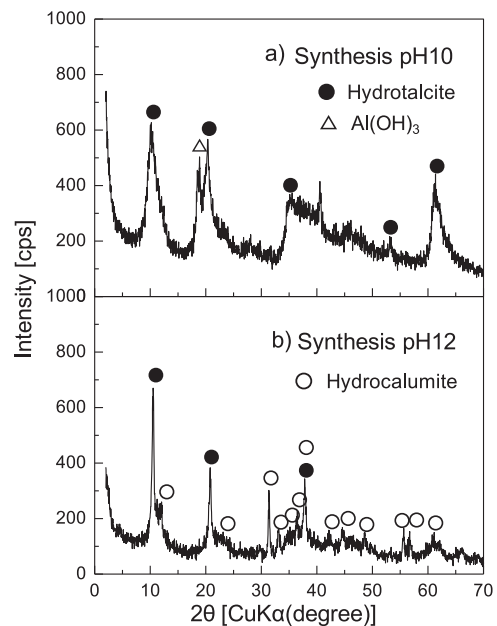 1000
a) Synthesis pH10
800
Hydrotalcite
Al(OH)3
600
400
200
Intensity [cps]
1000
b) Synthesis pH12
800
Hydrocalumite
600
400
200
0
0 10 20 30 40 50 60 70
2θ [CuKα(degree)]